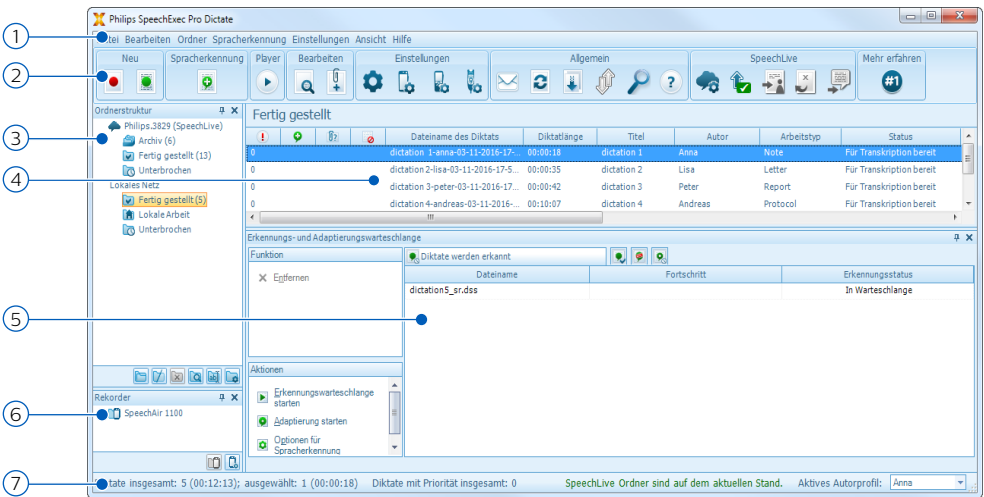 Philips SpeechExec Pro Dictate
1
tei Bearbeiten Ordner Spracherkennung Einstellungen Ansicht Hilfe
Neu Spracherkennung Player Bearbeiten Einstellungen Allgemein SpeechLive Mehr erfahren
2
? #1
Ordnerstruktur
Fertig gestellt
3
Philips.3829 (SpeechLive)
Archiv (6)
Fertig gestellt (13)
Unterbrochen
Lokales Netz
Fertig gestellt (5)
Lokale Arbeit
Unterbrochen
Dateiname des Diktats Diktatlänge Titel Autor Arbeitstyp Status
0 dictation 1-anna-03-11-2016-17-... 00:00:18 dictation 1 Anna Note Für Transkription bereit
0 dictation 2-lisa-03-11-2016-17-5... 00:00:35 dictation 2 Lisa Letter Für Transkription bereit
4
0 dictation 3-peter-03-11-2016-17... 00:00:42 dictation 3 Peter Report Für Transkription bereit
0 dictation 4-andreas-03-11-2016-... 00:10:07 dictation 4 Andreas Protocol Für Transkription bereit
Erkennungs- und Adaptierungswarteschlange
Funktion
Entfernen
Diktate werden erkannt
Dateiname Fortschritt Erkennungsstatus
dictation5_sr.dss In Warteschlange
5
Aktionen
Erkennungswarteschlange
starten
Adaptierung starten
Optionen für
Spracherkennung
Rekorder
6
SpeechAir 1100
7
tate insgesamt: 5 (00:12:13); ausgewählt: 1 (00:00:18) Diktate mit Priorität insgesamt: 0 SpeechLive Ordner sind auf dem aktuellen Stand. Aktives Autorprofil: Anna